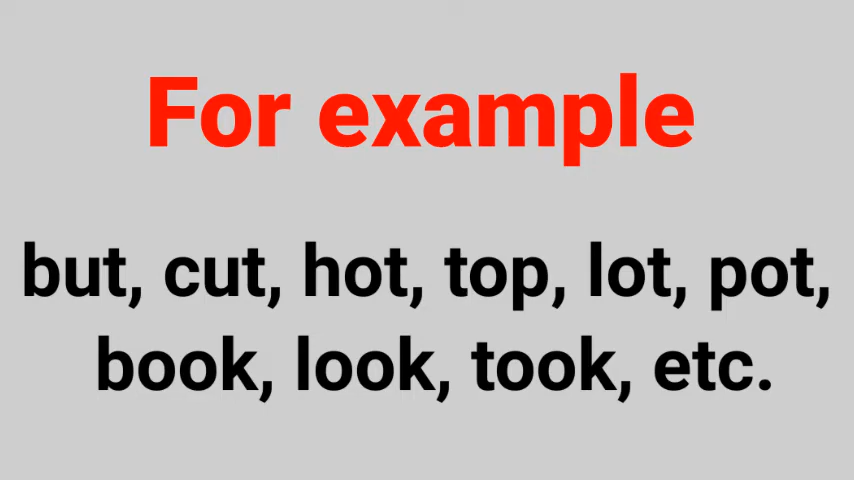 For example
but, cut, hot, top, lot, pot,
book, look, took, etc.